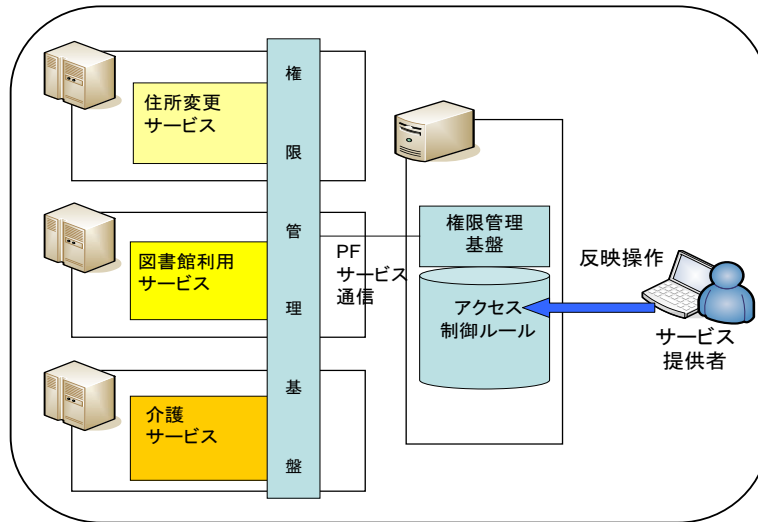 住所変更
サービス
図書館利用
サービス
介護
サービス
権
限
管
理
基
盤
PF
サービス
通信
権限管理
基盤
アクセス
制御ルール
反映操作
サービス
提供者